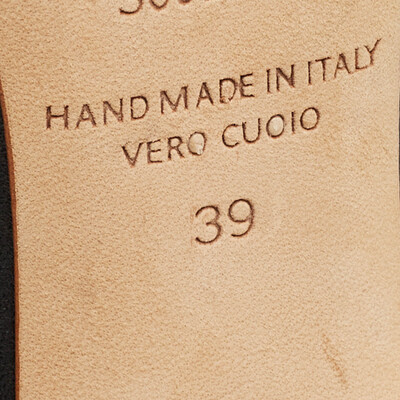 HAND MADE IN ITALY
VERO CUOIO
39